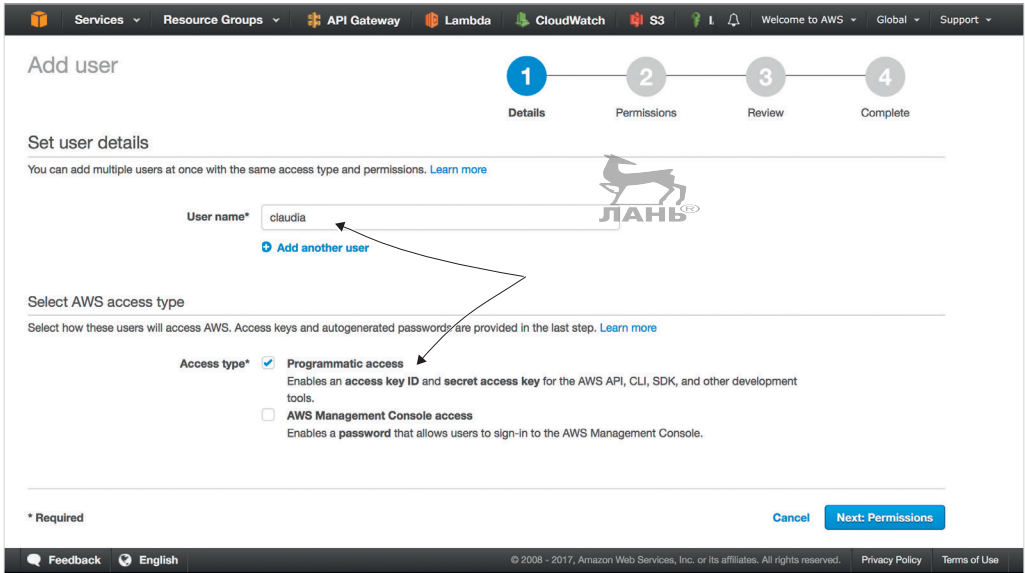 Services Resource Groups API Gateway Lambda CloudWatch S3 I. Welcome to AWS Global Support
Add user
1 2 3 4
Details Permissions Review Complete
Set user details
You can add multiple users at once with the same access type and permissions. Learn more
ЛАНЬ®
User name* claudia
Add another user
Select AWS access type
Select how these users will access AWS. Access keys and autogenerated passwords are provided in the last step. Learn more
Access type* Programmatic access
Enables an access key ID and secret access key for the AWS API, CLI, SDK, and other development
tools.
AWS Management Console access
Enables a password that allows users to sign-in to the AWS Management Console.
* Required Cancel Next: Permissions
Feedback English © 2008 - 2017, Amazon Web Services, Inc. or its affiliates. All rights reserved. Privacy Policy Terms of Use